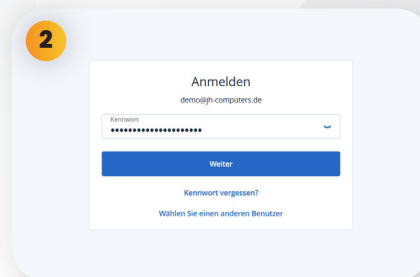 2
Anmelden
demo@jh-computers.de
Kennwort
Weiter
Kennwort vergessen?
Wählen Sie einen anderen Benutzer